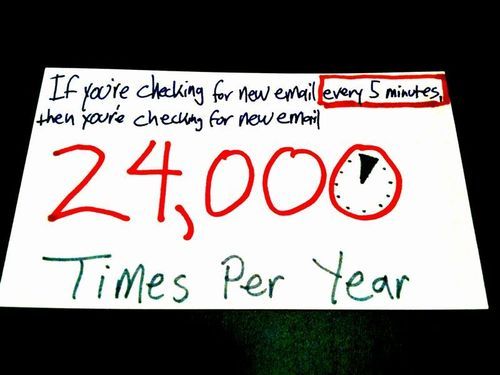 If you're checking for new email every 5 minutes,
then you're checking for new email
24,000
Times Per Year